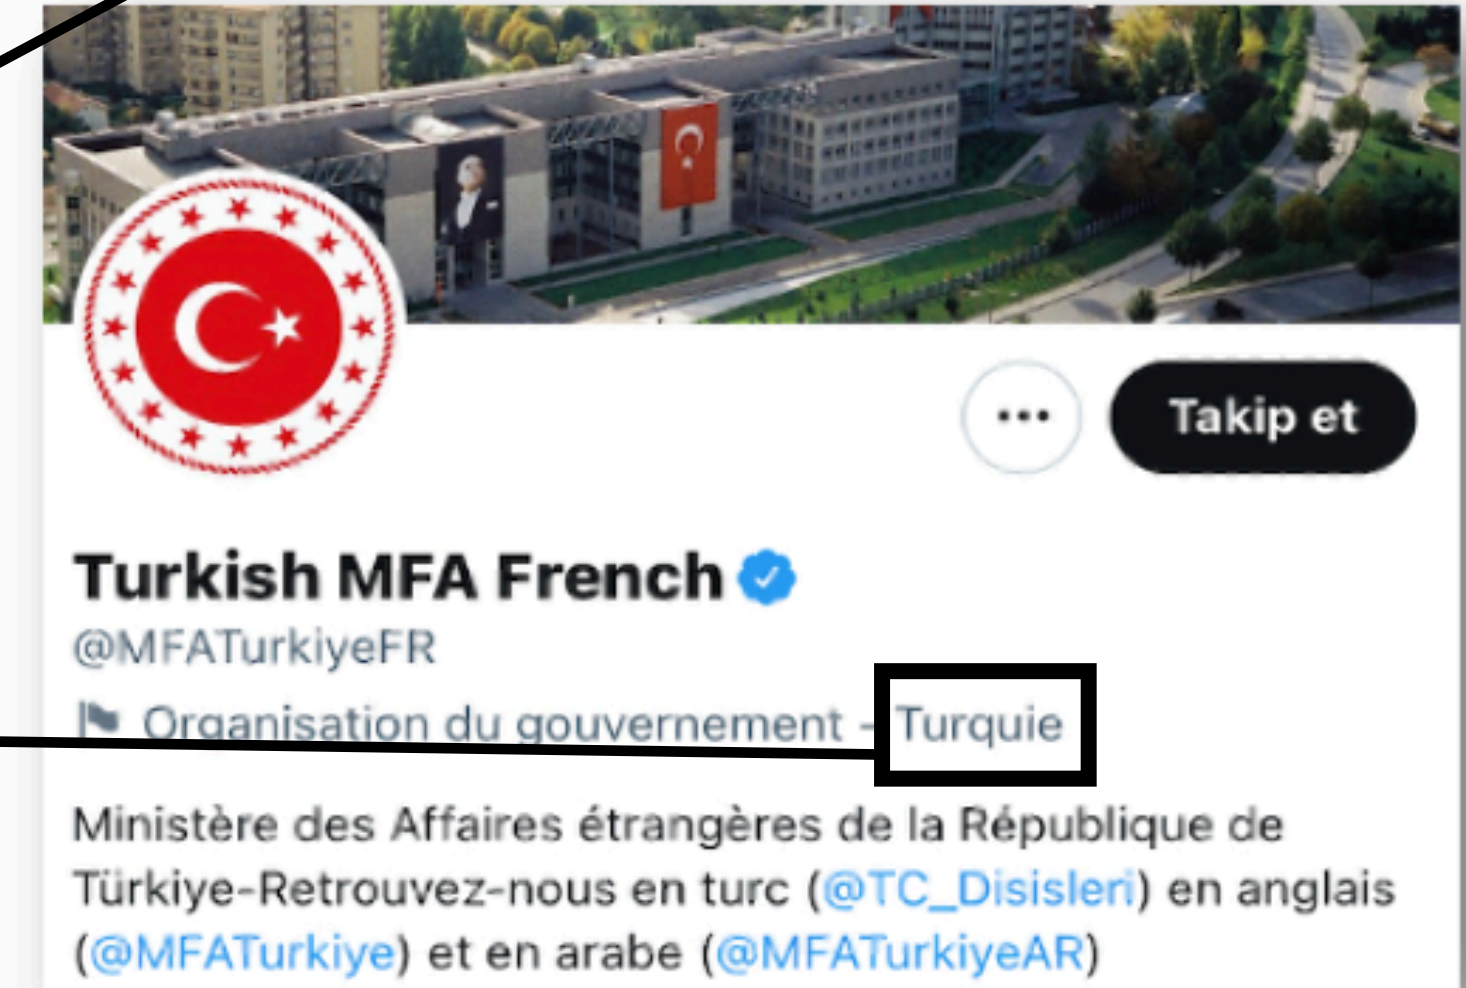 Takip et
Turkish MFA French
@MFATurkiyeFR
Organisation du gouvernement - Turquie
Ministère des Affaires étrangères de la République de
Türkiye-Retrouvez-nous en turc (@TC_Disisleri) en anglais
(@MFATurkiye) et en arabe (@MFATurkiyeAR)